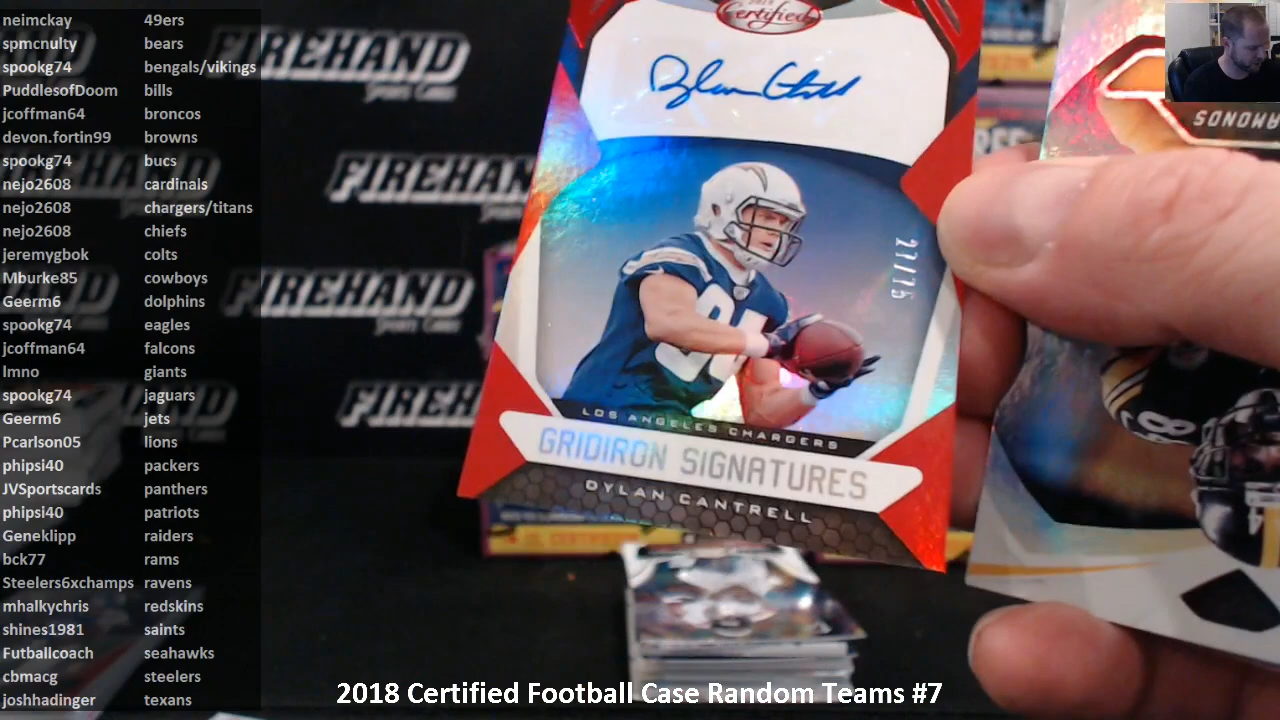 neimckay 49ers
spmcnulty bears
spookg74 bengals/vikings
PuddlesofDoom bills
jcoffman64 broncos
devon.fortin99 browns
spookg74 bucs
nejo2608 cardinals
nejo2608 chargers/titans
nejo2608 chiefs
jeremygbok colts
Mburke85 cowboys
Geerm6 dolphins
spookg74 eagles
jcoffman64 falcons
lmno giants
spookg74 jaguars
Geerm6 jets
Pcarlson05 lions
phipsi40 packers
JVSportscards panthers
phipsi40 patriots
Geneklipp raiders
bck77 rams
Steelers6xchamps ravens
mhalkychris redskins
shines1981 saints
Futballcoach seahawks
cbmacg steelers
joshhadinger texans
FIREHAND
FIREHAN
FIREHAND
FIREH
2018
Certified
LOS ANGELES CHARGERS
GRIDIRON SIGNATURES
DYLAN CANTRELL
2018 Certified Football Case Random Teams #7